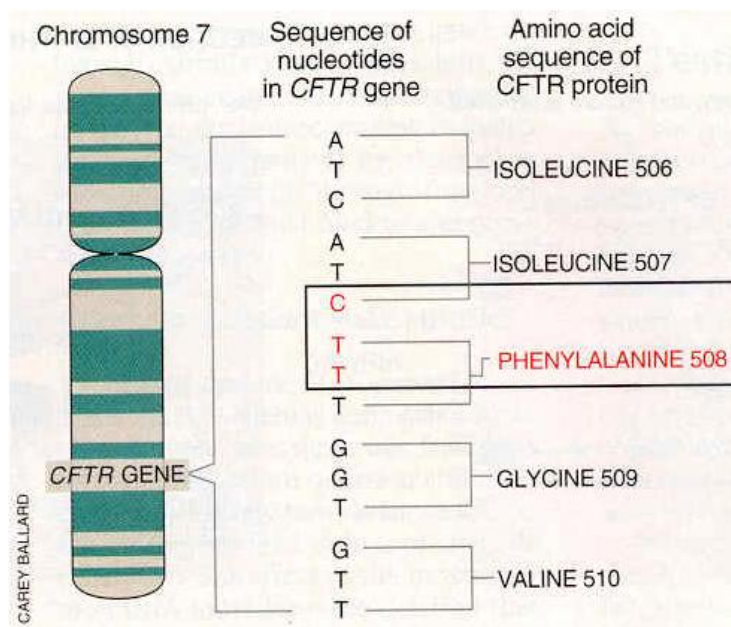 Chromosome 7
Sequence of
nucleotides
in CFTR gene
Amino acid
sequence of
CFTR protein
A
T
C
ISOLEUCINE 506
A
T
C
ISOLEUCINE 507
T
T
T
PHENYLALANINE 508
G
G
T
GLYCINE 509
G
T
T
VALINE 510
CFTR GENE
CAREY BALLARD